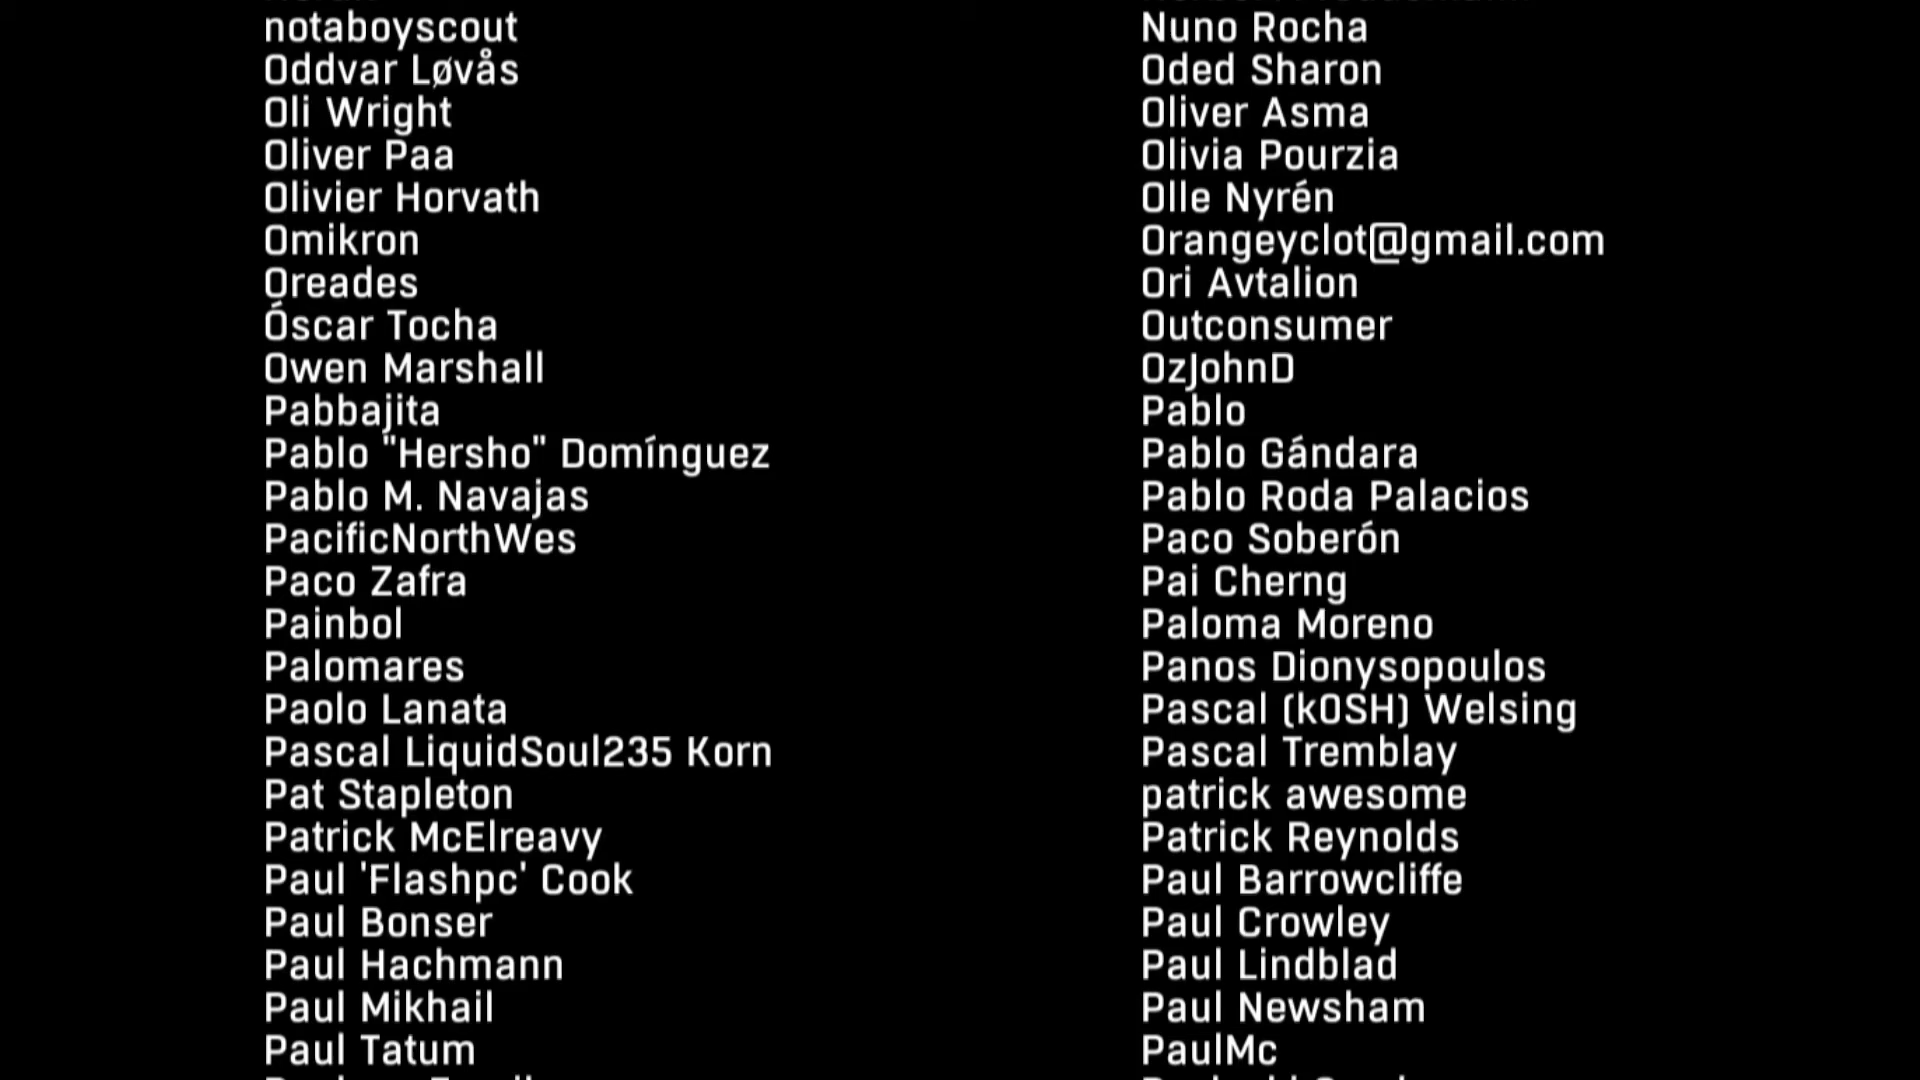 notaboyscout
Nuno Rocha
Oddvar Løvås
Oded Sharon
Oli Wright
Oliver Asma
Oliver Paa
Olivia Pourzia
Olivier Horvath
Olle Nyrén
Omikron
Orangeyclot@gmail.com
Oreades
Ori Avtalion
Óscar Tocha
Outconsumer
Owen Marshall
OzJohnD
Pabbajita
Pablo
Pablo "Hersho" Domínguez
Pablo Gándara
Pablo M. Navajas
Pablo Roda Palacios
PacificNorthWes
Paco Soberón
Paco Zafra
Pai Cherng
Painbol
Paloma Moreno
Palomares
Panos Dionysopoulos
Paolo Lanata
Pascal (kOSH) Welsing
Pascal LiquidSoul235 Korn
Pascal Tremblay
Pat Stapleton
patrick awesome
Patrick McElreavy
Patrick Reynolds
Paul 'Flashpc' Cook
Paul Barrowcliffe
Paul Bonser
Paul Crowley
Paul Hachmann
Paul Lindblad
Paul Mikhail
Paul Newsham
Paul Tatum
PaulMc